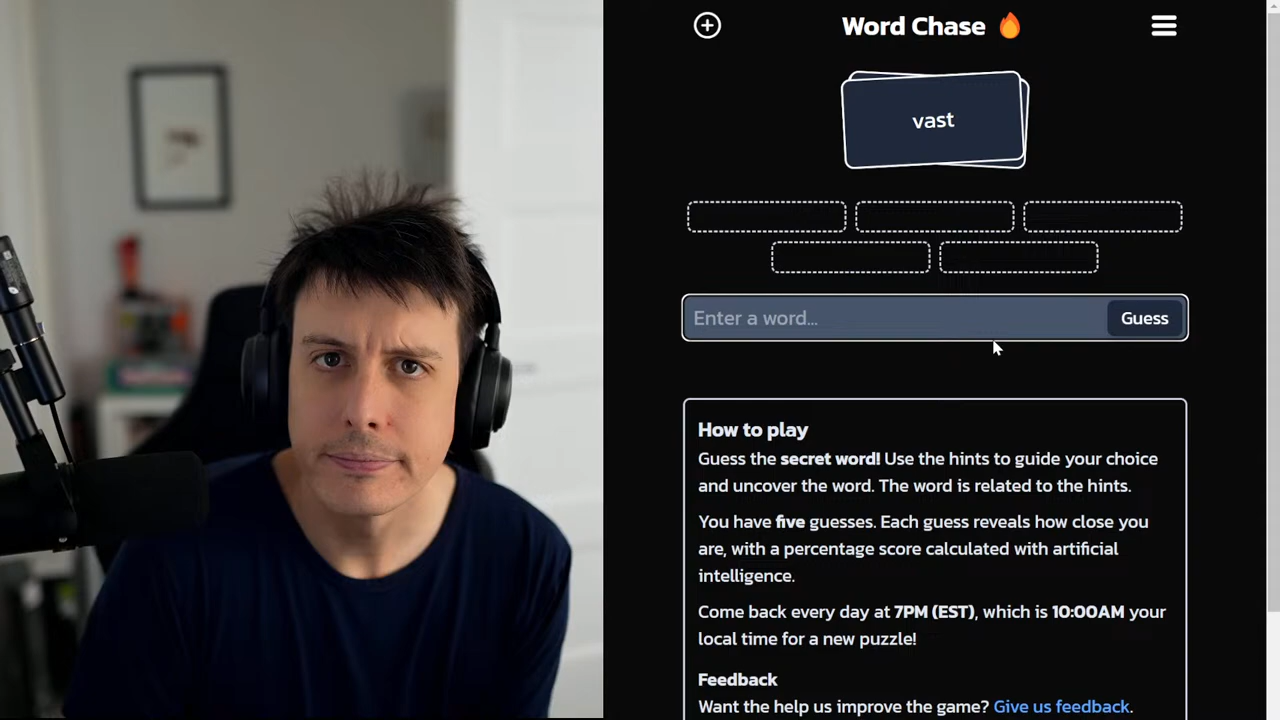 Word Chase 🔥
vast
Enter a word...
Guess
How to play
Guess the secret word! Use the hints to guide your choice
and uncover the word. The word is related to the hints.
You have five guesses. Each guess reveals how close you
are, with a percentage score calculated with artificial
intelligence.
Come back every day at 7PM (EST), which is 10:00AM your
local time for a new puzzle!
Feedback
Want the help us improve the game? Give us feedback.